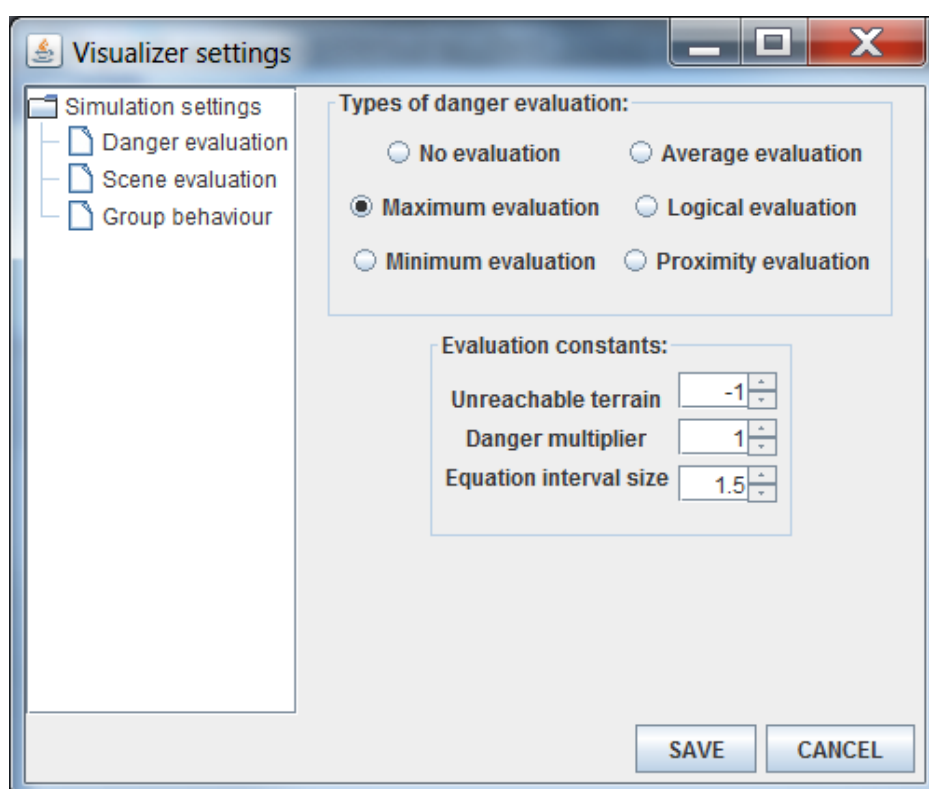 Visualizer settings
Simulation settings
Danger evaluation
Scene evaluation
Group behaviour
Types of danger evaluation:
No evaluation
Average evaluation
Maximum evaluation
Logical evaluation
Minimum evaluation
Proximity evaluation
Evaluation constants:
Unreachable terrain -1
Danger multiplier 1
Equation interval size 1.5
SAVE
CANCEL